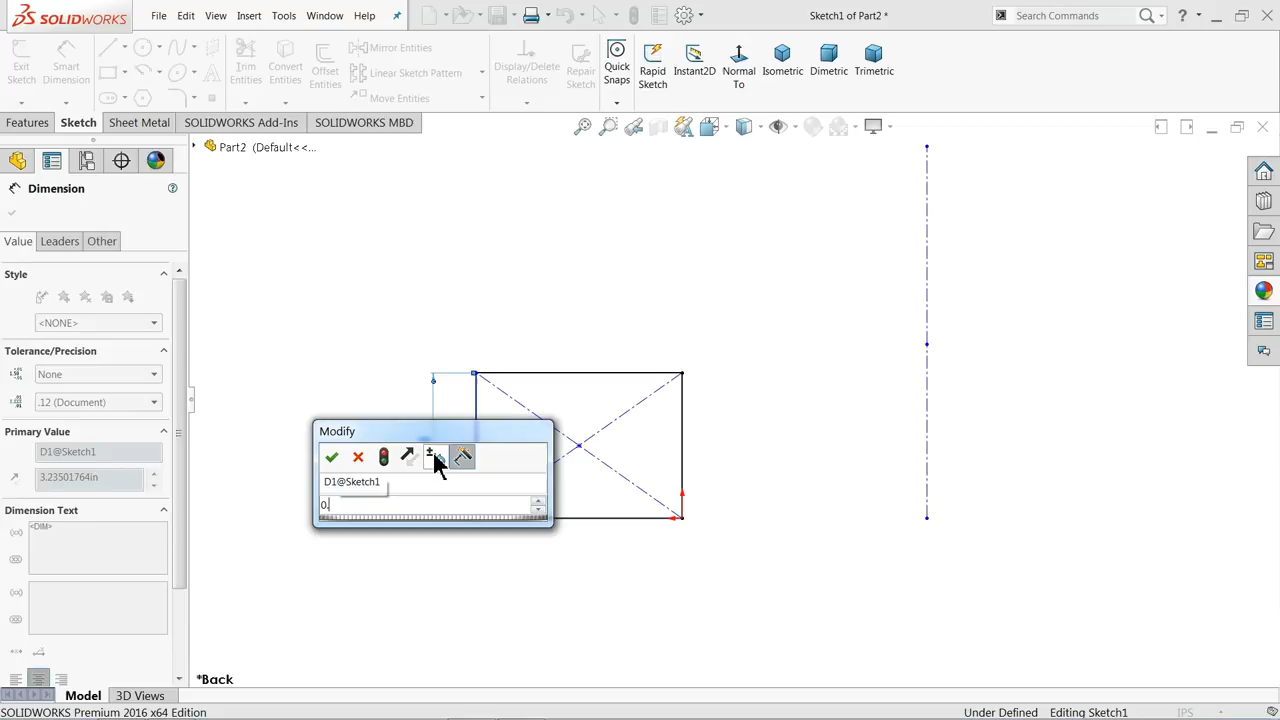 SOLIDWORKS File Edit View Insert Tools Window Help Sketch1 of Part2 * Search Commands
Exit Sketch
Smart Dimension
Trim Entities
Convert Entities
Offset Entities
Mirror Entities
Linear Sketch Pattern
Move Entities
Display/Delete Relations
Repair Sketch
Quick Snaps
Rapid Sketch
Instant2D
Normal To
Isometric
Dimetric
Trimetric
Features Sketch Sheet Metal SOLIDWORKS Add-Ins SOLIDWORKS MBD
Part2 (Default<<...
Dimension
Value Leaders Other
Style
<NONE>
Tolerance/Precision
None
.12 (Document)
Primary Value
D1@Sketch1
3.23501764in
Dimension Text
<DIM>
Modify
D1@Sketch1
0.
*Back
Model 3D Views
SOLIDWORKS Premium 2016 x64 Edition Under Defined Editing Sketch1 IPS